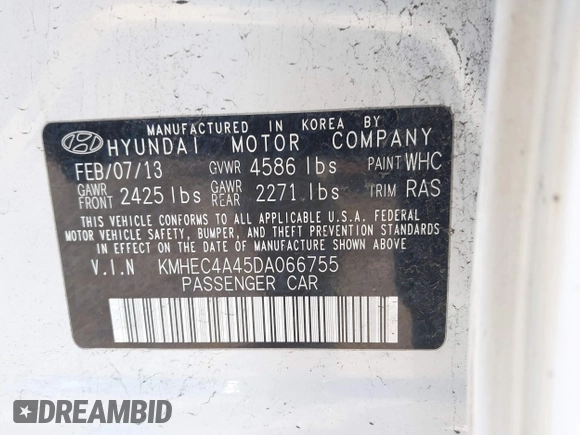 MANUFACTURED IN KOREA BY
HYUNDAI MOTOR COMPANY
FEB/07/13 GVWR 4586 lbs PAINT WHC
GAWR FRONT 2425 lbs GAWR REAR 2271 lbs TRIM RAS
THIS VEHICLE CONFORMS TO ALL APPLICABLE U.S.A. FEDERAL
MOTOR VEHICLE SAFETY, BUMPER, AND THEFT PREVENTION STANDARDS
IN EFFECT ON THE DATE OF MANUFACTURE SHOWN ABOVE.
V.I.N KMHEC4A45DA066755
PASSENGER CAR
DREAMBID